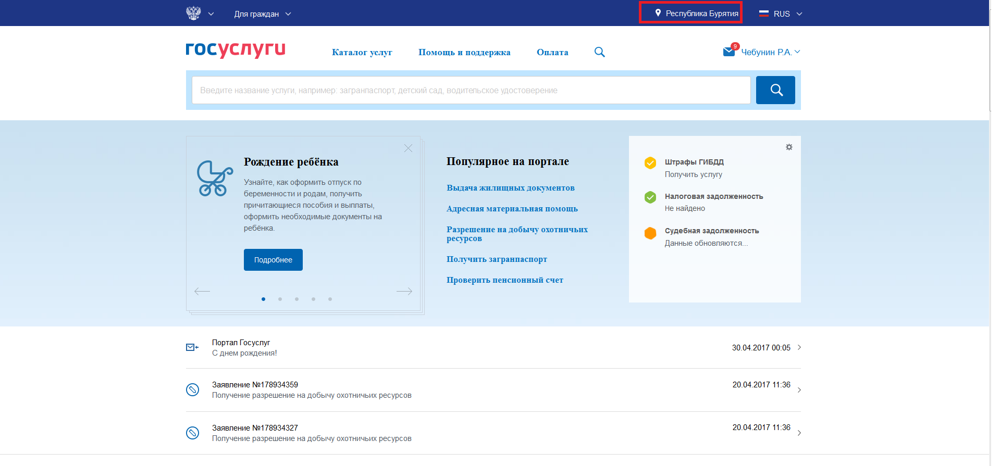 Для граждан
Республика Бурятия
RUS
госуслуги
Каталог услуг
Помощь и поддержка
Оплата
9
Чебунин Р.А.
Введите название услуги, например: загранпаспорт, детский сад, водительское удостоверение
Рождение ребёнка
Узнайте, как оформить отпуск по
беременности и родам, получить
причитающиеся пособия и выплаты,
оформить необходимые документы на
ребёнка.
Подробнее
Популярное на портале
Выдача жилищных документов
Адресная материальная помощь
Разрешение на добычу охотничьих
ресурсов
Получить загранпаспорт
Проверить пенсионный счет
Штрафы ГИБДД
Получить услугу
Налоговая задолженность
Не найдено
Судебная задолженность
Данные обновляются...
Портал Госуслуг
С днем рождения!
30.04.2017 00:05
Заявление №178934359
Получение разрешение на добычу охотничьих ресурсов
20.04.2017 11:36
Заявление №178934327
Получение разрешение на добычу охотничьих ресурсов
20.04.2017 11:36